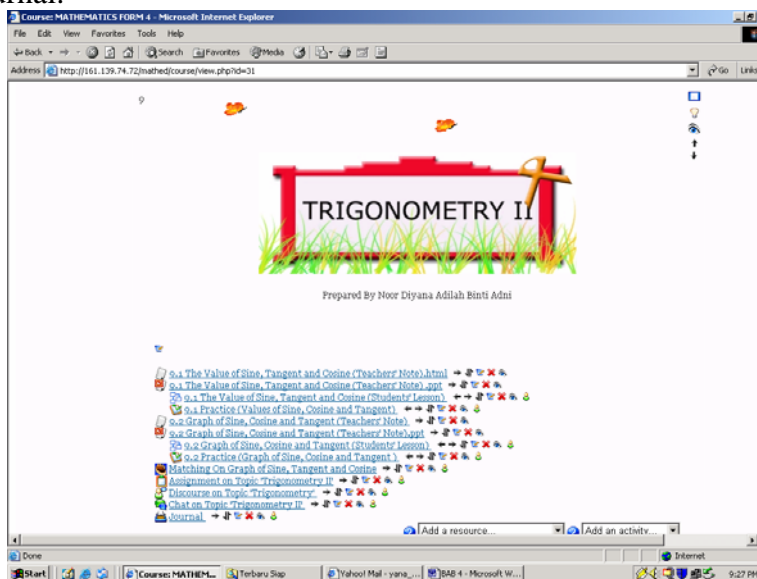 Course: MATHEMATICS FORM 4 - Microsoft Internet Explorer
File Edit View Favorites Tools Help
Back Search Favorites Media
Address http://161.139.74.72/mathed/course/view.php?id=31 Go Links
9
TRIGONOMETRY II
Prepared By Noor Diyana Adilah Binti Adni
9.1 The Value of Sine, Tangent and Cosine (Teachers' Note).html
9.1 The Value of Sine, Tangent and Cosine (Teachers' Note) .ppt
9.1 The Value of Sine, Tangent and Cosine (Students' Lesson)
9.1 Practice (Values of Sine, Cosine and Tangent)
9.2 Graph of Sine, Cosine and Tangent (Teachers' Note)
9.2 Graph of Sine, Cosine and Tangent (Teachers' Note).ppt
9.2 Graph of Sine, Cosine and Tangent (Students' Lesson)
9.2 Practice (Graph of Sine, Cosine and Tangent )
Matching On Graph of Sine, Tangent and Cosine
Assignment on Topic 'Trigonometry II'
Discourse on Topic 'Trigonometry'
Chat on Topic 'Trigonometry II'
Journal
Add a resource... Add an activity...
Done Internet
Start Course: MATHEM... Terbaru Siap Yahoo! Mail - yana_... BAB 4 - Microsoft W... 9:27 PM